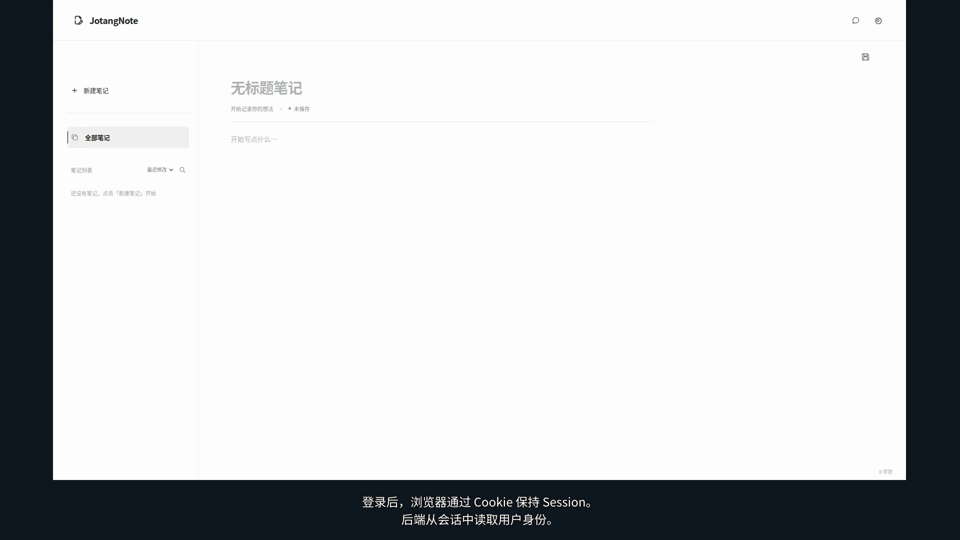 JotangNote
新建笔记
全部笔记
笔记列表
最近修改
还没有笔记，点击「新建笔记」开始
无标题笔记
开始记录你的想法 · 未保存
开始写点什么…
0 字符
登录后，浏览器通过 Cookie 保持 Session。
后端从会话中读取用户身份。